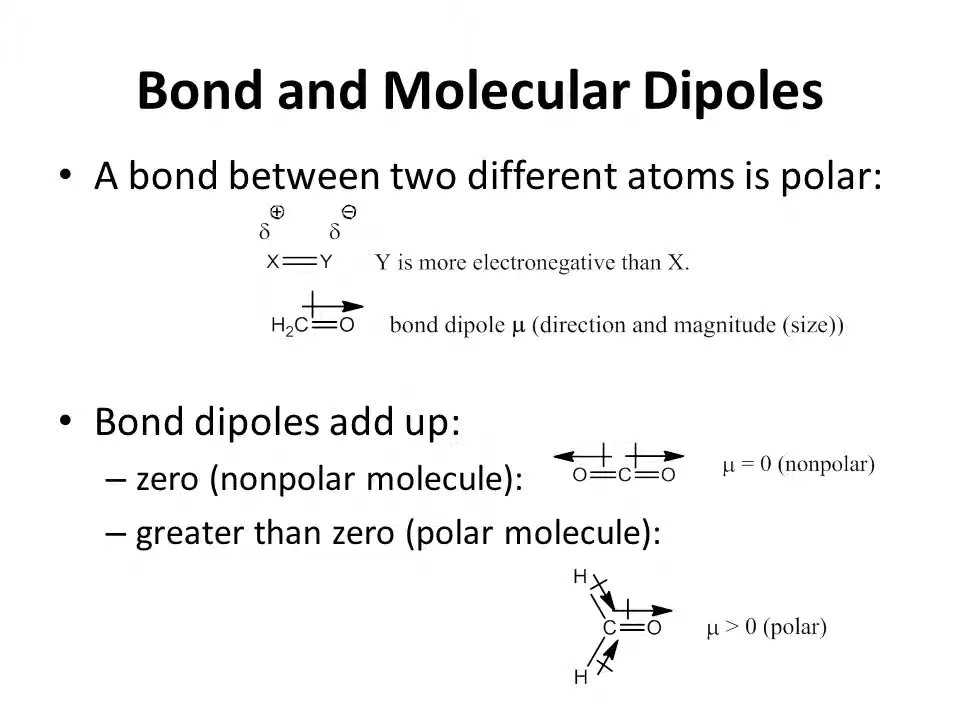 Bond and Molecular Dipoles
• A bond between two different atoms is polar:
δ⊕ δ⊖
X=Y Y is more electronegative than X.
H₂C=O bond dipole μ (direction and magnitude (size))
• Bond dipoles add up:
O=C=O μ = 0 (nonpolar)
– zero (nonpolar molecule):
– greater than zero (polar molecule):
H
C=O μ > 0 (polar)
H